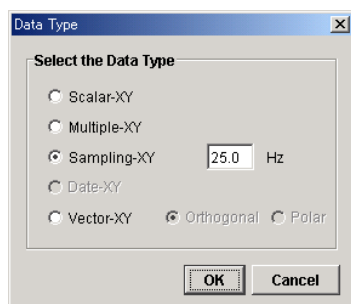 Data Type
Select the Data Type
Scalar-XY
Multiple-XY
Sampling-XY 25.0 Hz
Date-XY
Vector-XY Orthogonal Polar
OK Cancel